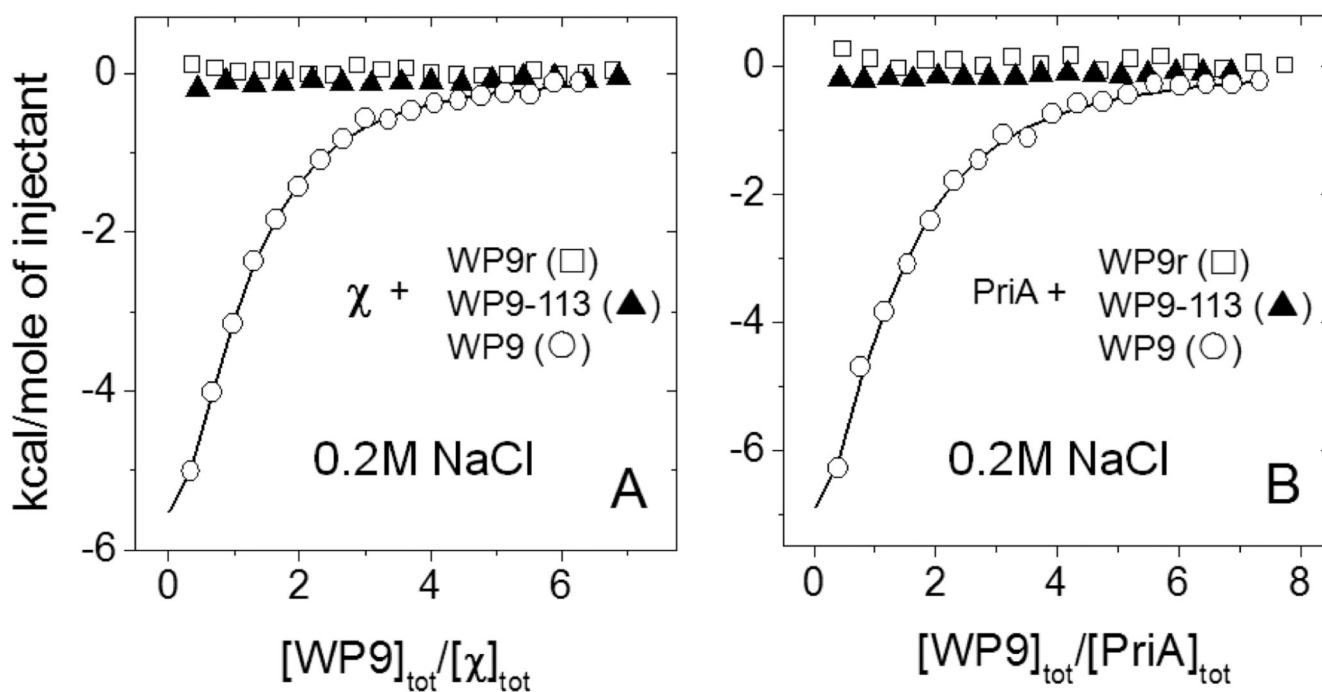 kcal/mole of injectant
0
-2
-4
-6
χ +
WP9r (□)
WP9-113 (▲)
WP9 (○)
0.2M NaCl
A
0 2 4 6
[WP9]tot/[χ]tot
0
-2
-4
-6
PriA +
WP9r (□)
WP9-113 (▲)
WP9 (○)
0.2M NaCl
B
0 2 4 6 8
[WP9]tot/[PriA]tot